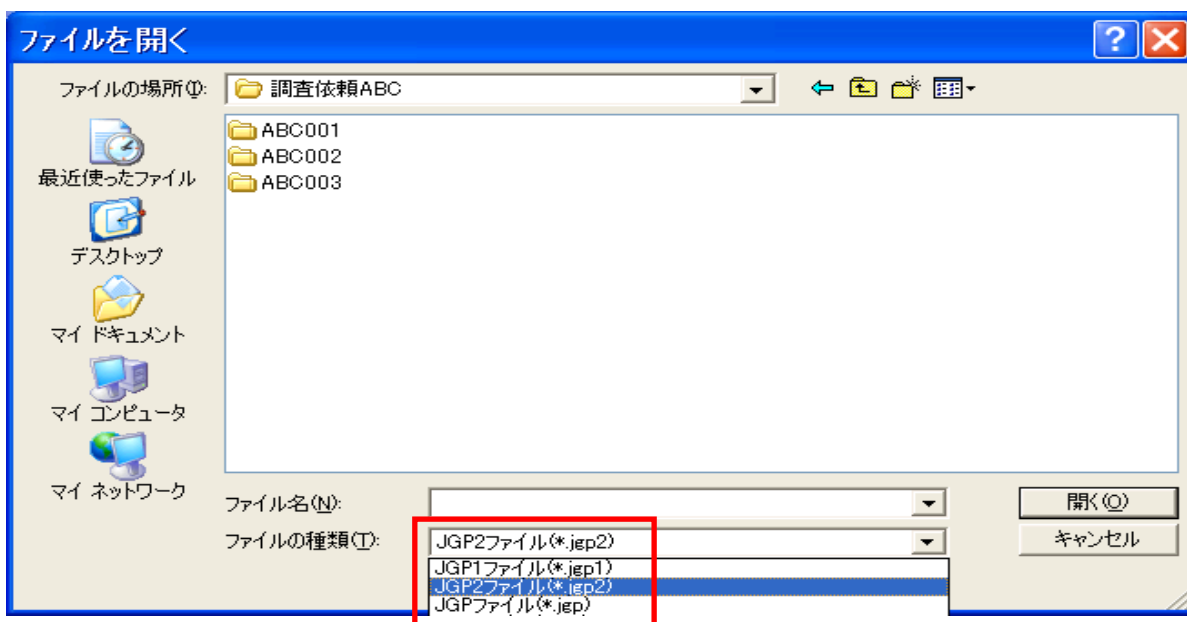 ファイルを開く
ファイルの場所(I):
調査依頼ABC
ABC001
ABC002
ABC003
最近使ったファイル
デスクトップ
マイ ドキュメント
マイ コンピュータ
マイ ネットワーク
ファイル名(N):
開く(O)
ファイルの種類(T):
JGP2ファイル(*.jgp2)
キャンセル
JGP1ファイル(*.jgp1)
JGP2ファイル(*.jgp2)
JGPファイル(*.jgp)